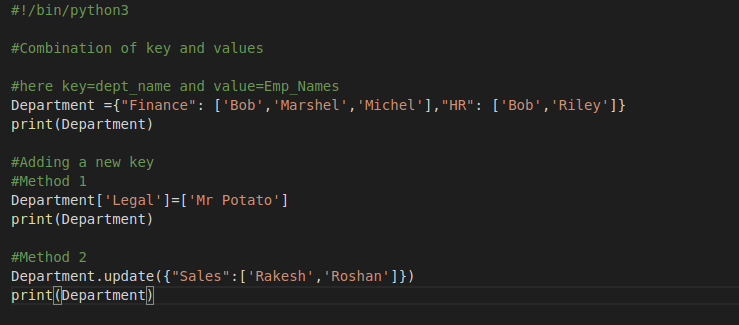 #!/bin/python3
#Combination of key and values
#here key=dept_name and value=Emp_Names
Department ={"Finance": ['Bob','Marshel','Michel'],"HR": ['Bob','Riley']}
print(Department)
#Adding a new key
#Method 1
Department['Legal']=['Mr Potato']
print(Department)
#Method 2
Department.update({"Sales":['Rakesh','Roshan']})
print(Department)